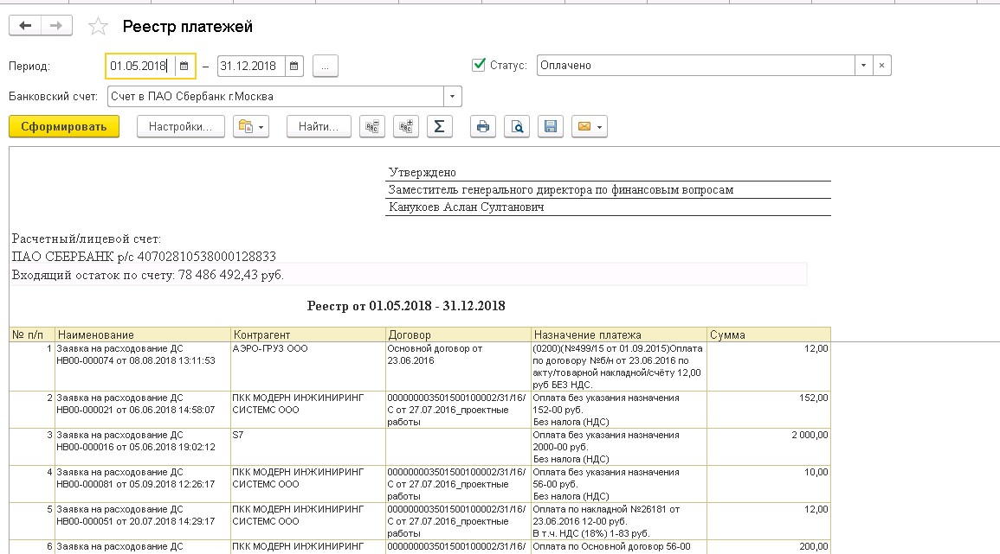 Реестр платежей
Период: 01.05.2018 – 31.12.2018 ... Статус: Оплачено
Банковский счет: Счет в ПАО Сбербанк г.Москва
Сформировать Настройки... Найти...
Утверждено
Заместитель генерального директора по финансовым вопросам
Канукоев Аслан Султанович
Расчетный/лицевой счет:
ПАО СБЕРБАНК р/с 40702810538000128833
Входящий остаток по счету: 78 486 492,43 руб.
Реестр от 01.05.2018 - 31.12.2018
№ п/п Наименование Контрагент Договор Назначение платежа Сумма
1 Заявка на расходование ДС АЭРО-ГРУЗ ООО Основной договор от (0200)(№499/15 от 01.09.2015)Оплата 12,00
НВ00-000074 от 08.08.2018 13:11:53 23.06.2016 по договору №б/н от 23.06.2016 по
акту/товарной накладной/счёту 12,00
руб БЕЗ НДС.
2 Заявка на расходование ДС ПКК МОДЕРН ИНЖИНИРИНГ 000000003501500100002/31/16/ Оплата без указания назначения 152,00
НВ00-000021 от 06.06.2018 14:58:07 СИСТЕМС ООО С от 27.07.2016_проектные 152-00 руб.
работы Без налога (НДС)
3 Заявка на расходование ДС S7 Оплата без указания назначения 2 000,00
НВ00-000016 от 05.06.2018 19:02:12 2000-00 руб.
Без налога (НДС)
4 Заявка на расходование ДС ПКК МОДЕРН ИНЖИНИРИНГ 000000003501500100002/31/16/ Оплата без указания назначения 10,00
НВ00-000081 от 05.09.2018 12:26:17 СИСТЕМС ООО С от 27.07.2016_проектные 56-00 руб.
работы Без налога (НДС)
5 Заявка на расходование ДС ПКК МОДЕРН ИНЖИНИРИНГ 000000003501500100002/31/16/ Оплата по накладной №26181 от 12,00
НВ00-000051 от 20.07.2018 14:29:17 СИСТЕМС ООО С от 27.07.2016_проектные 23.06.2016 12-00 руб.
работы В т.ч. НДС (18%) 1-83 руб.
6 Заявка на расходование ДС ПКК МОДЕРН ИНЖИНИРИНГ 000000003501500100002/31/16/ Оплата по Основной договор 56-00 200,00